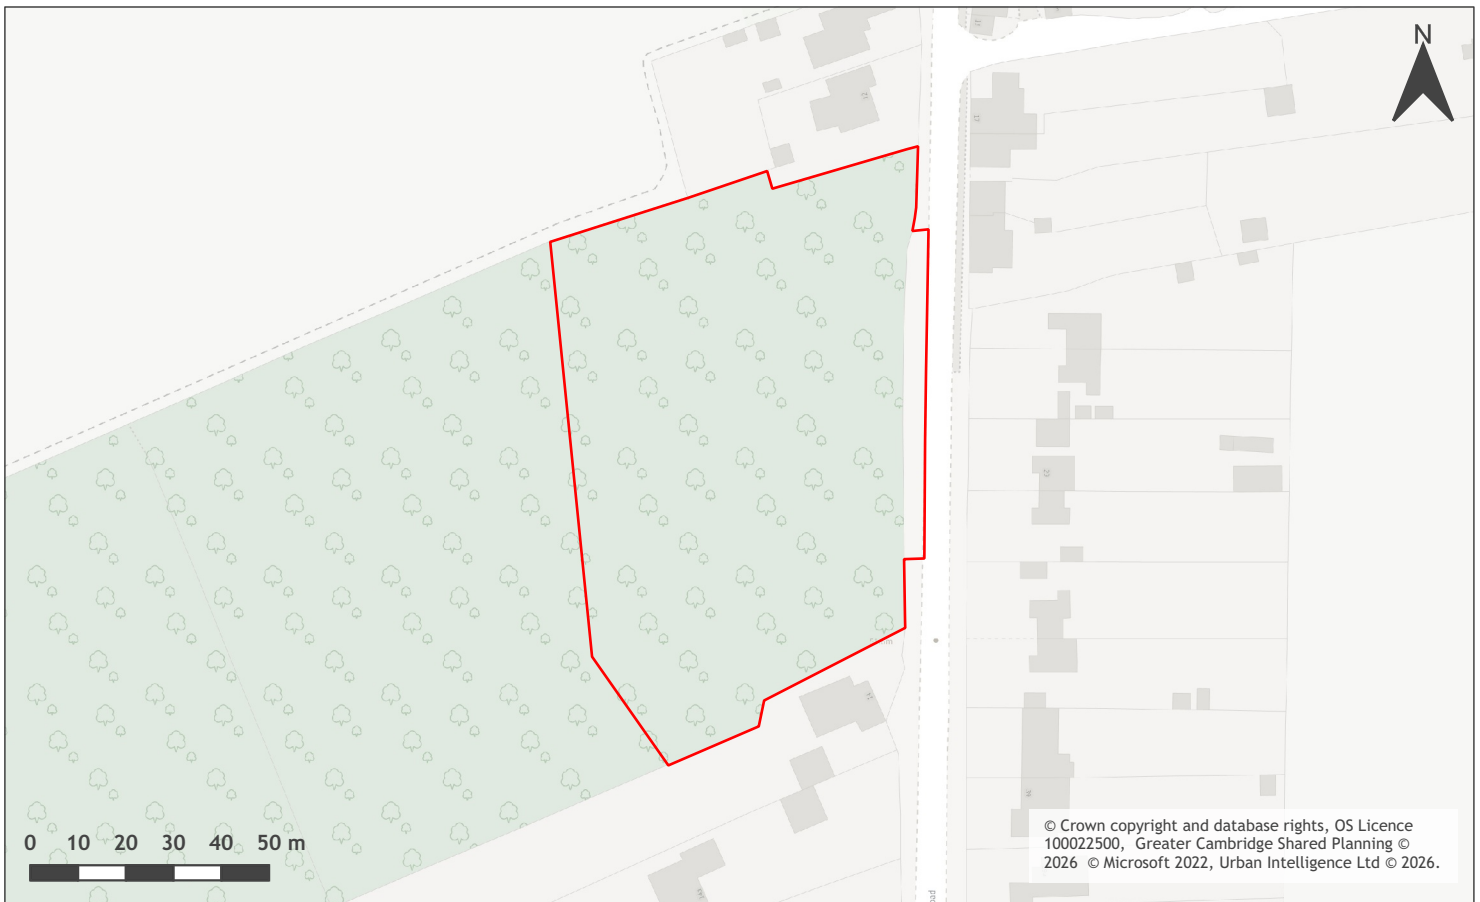 N
0 10 20 30 40 50 m
© Crown copyright and database rights, OS Licence
100022500, Greater Cambridge Shared Planning ©
2026 © Microsoft 2022, Urban Intelligence Ltd © 2026.